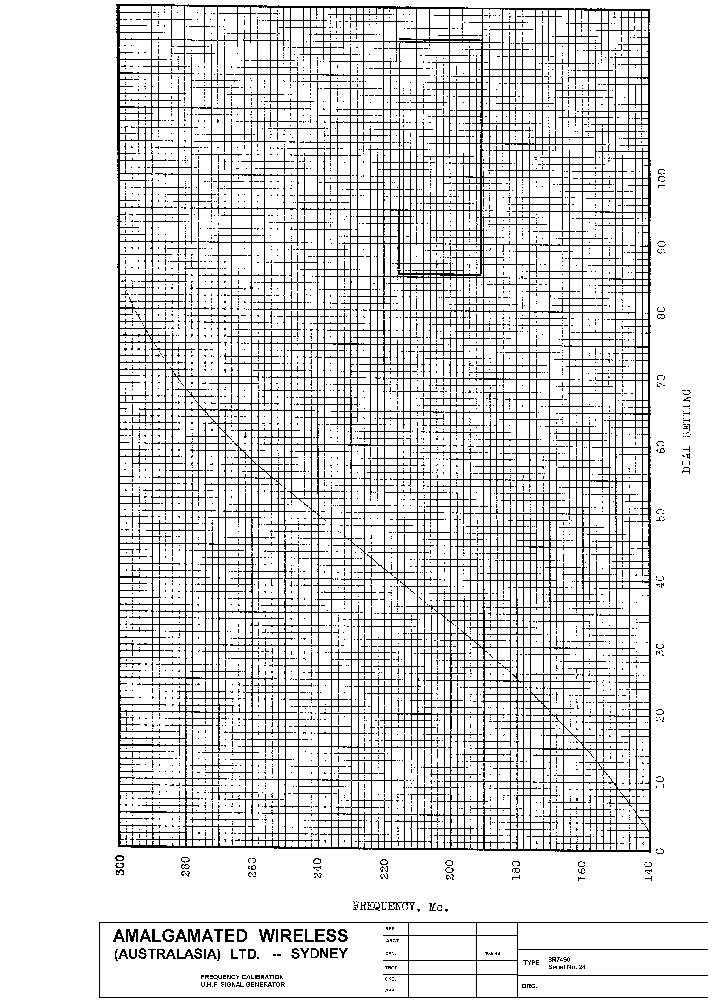 100
90
80
70
60
50
40
30
20
10
0
DIAL SETTING
300 280 260 240 220 200 180 160 140
FREQUENCY, Mc.
AMALGAMATED WIRELESS
(AUSTRALASIA) LTD. -- SYDNEY
FREQUENCY CALIBRATION
U.H.F. SIGNAL GENERATOR
REF.
ARGT.
DRN. 16.9.49
TRCD.
CKD.
APP.
TYPE 8R7490
Serial No. 24
DRG.